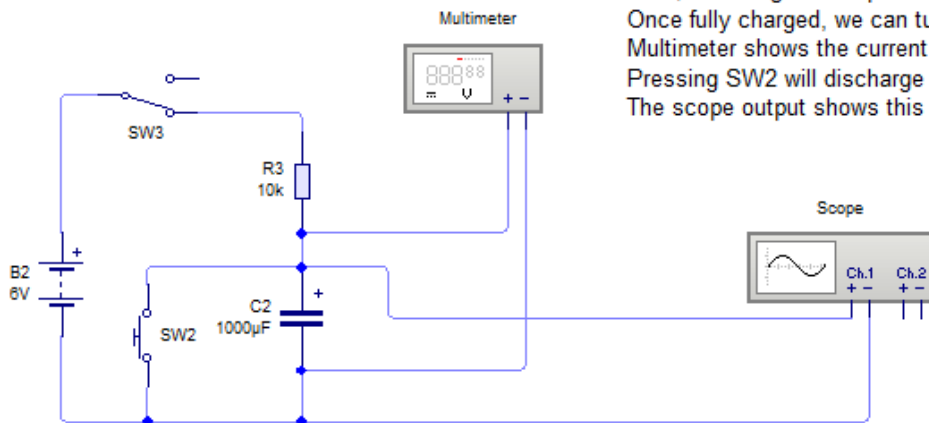 Multimeter
Once fully charged, we can tu
Multimeter shows the current
Pressing SW2 will discharge
The scope output shows this
SW3
+ -
R3
10k
Scope
B2
6V
+
SW2
C2
1000µF
+
Ch.1 Ch.2
+ - + -